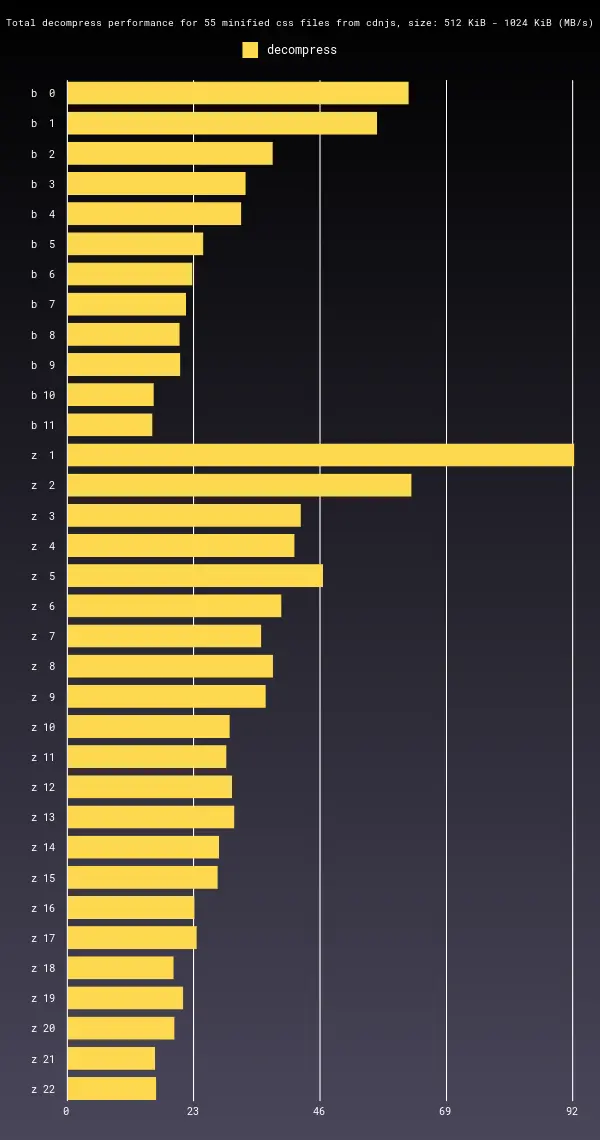 Total decompress performance for 55 minified css files from cdnjs, size: 512 KiB - 1024 KiB (MB/s)
decompress
b 0
b 1
b 2
b 3
b 4
b 5
b 6
b 7
b 8
b 9
b 10
b 11
z 1
z 2
z 3
z 4
z 5
z 6
z 7
z 8
z 9
z 10
z 11
z 12
z 13
z 14
z 15
z 16
z 17
z 18
z 19
z 20
z 21
z 22
0 23 46 69 92